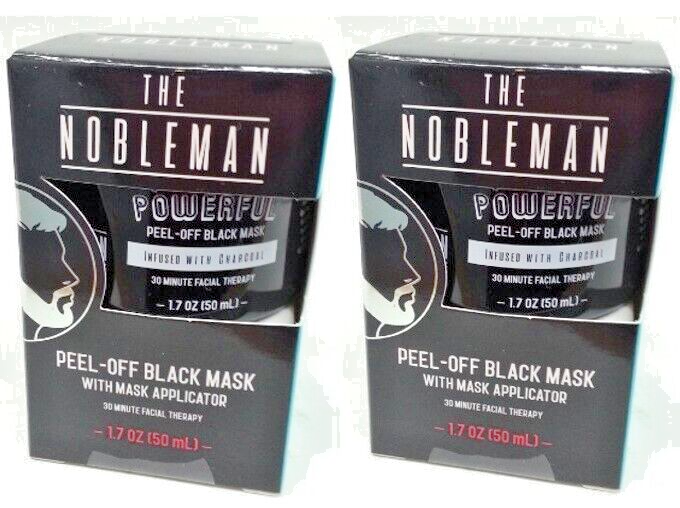 NOBLEMAN
THE
NOBLEMAN
POWERFUL
PEEL-OFF BLACK MASK
INFUSED WITH CHARCOAL
30 MINUTE FACIAL THERAPY
– 1.7 OZ (50 mL) –
PEEL-OFF BLACK MASK
WITH MASK APPLICATOR
30 MINUTE FACIAL THERAPY
– 1.7 OZ (50 mL) –
NOBLEMAN
THE
NOBLEMAN
POWERFUL
PEEL-OFF BLACK MASK
INFUSED WITH CHARCOAL
30 MINUTE FACIAL THERAPY
– 1.7 OZ (50 mL) –
PEEL-OFF BLACK MASK
WITH MASK APPLICATOR
30 MINUTE FACIAL THERAPY
– 1.7 OZ (50 mL) –